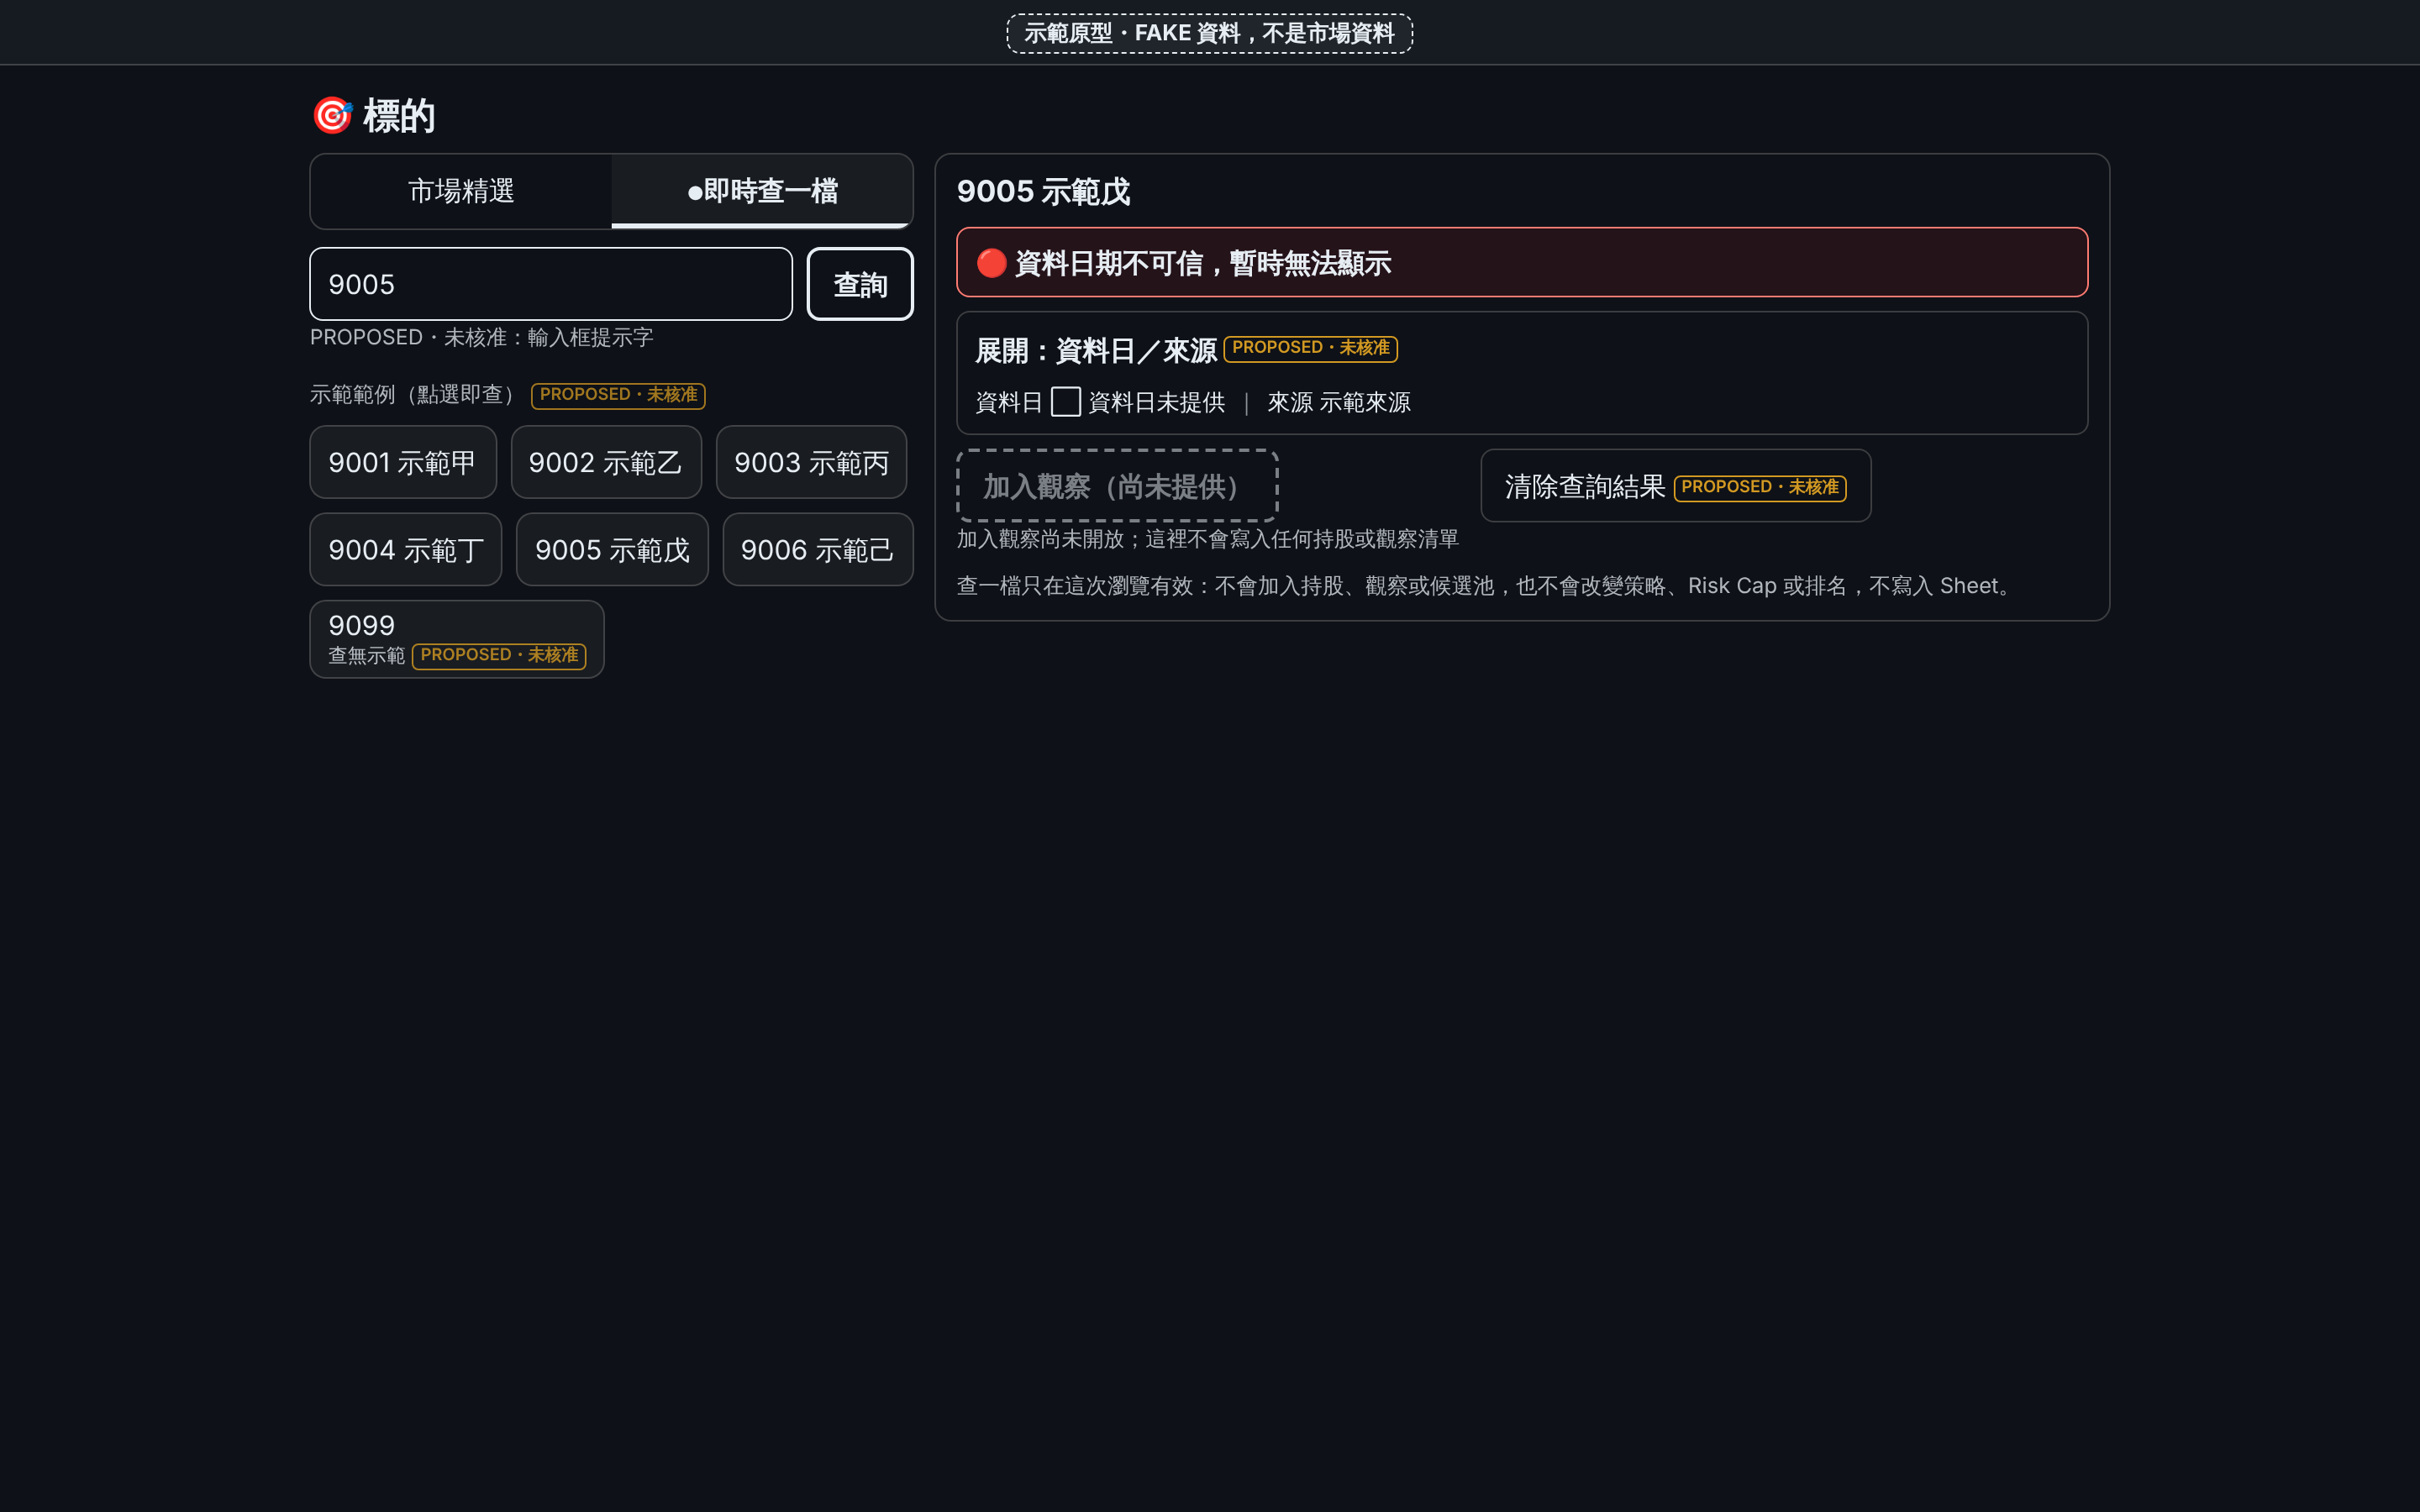 示範原型・FAKE 資料，不是市場資料
🎯 標的
市場精選
●即時查一檔
9005
查詢
PROPOSED・未核准：輸入框提示字
示範範例（點選即查） PROPOSED・未核准
9001 示範甲
9002 示範乙
9003 示範丙
9004 示範丁
9005 示範戊
9006 示範己
9099
查無示範 PROPOSED・未核准
9005 示範戊
🔴 資料日期不可信，暫時無法顯示
展開：資料日／來源 PROPOSED・未核准
資料日 ⬜ 資料日未提供 ｜ 來源 示範來源
加入觀察（尚未提供）
清除查詢結果 PROPOSED・未核准
加入觀察尚未開放；這裡不會寫入任何持股或觀察清單
查一檔只在這次瀏覽有效：不會加入持股、觀察或候選池，也不會改變策略、Risk Cap 或排名，不寫入 Sheet。